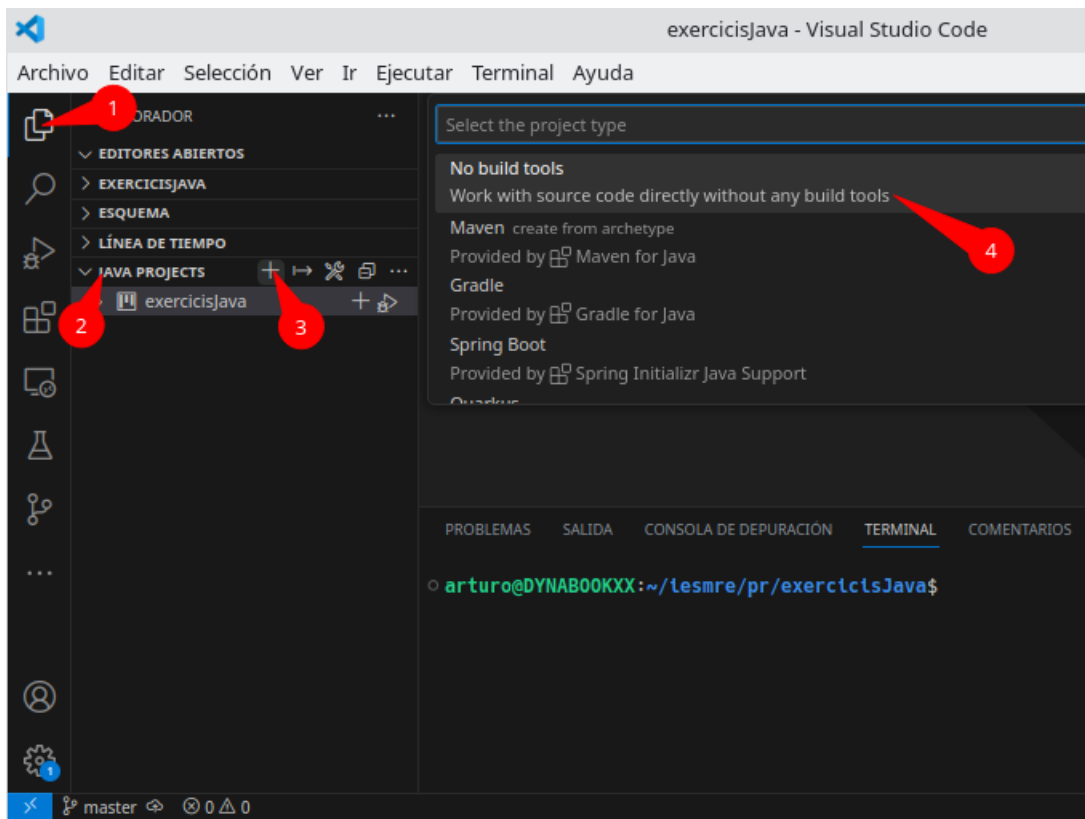 exercicisJava - Visual Studio Code
Archivo Editar Selección Ver Ir Ejecutar Terminal Ayuda
1
ORADOR
EDITORES ABIERTOS
EXERCICISJAVA
ESQUEMA
LÍNEA DE TIEMPO
JAVA PROJECTS
exercicisJava
2
3
Select the project type
No build tools
Work with source code directly without any build tools
4
Maven create from archetype
Provided by Maven for Java
Gradle
Provided by Gradle for Java
Spring Boot
Provided by Spring Initializr Java Support
PROBLEMAS SALIDA CONSOLA DE DEPURACIÓN TERMINAL COMENTARIOS
arturo@DYNABOOKXX:~/iesmre/pr/exercicisJava$
1
master 0 0